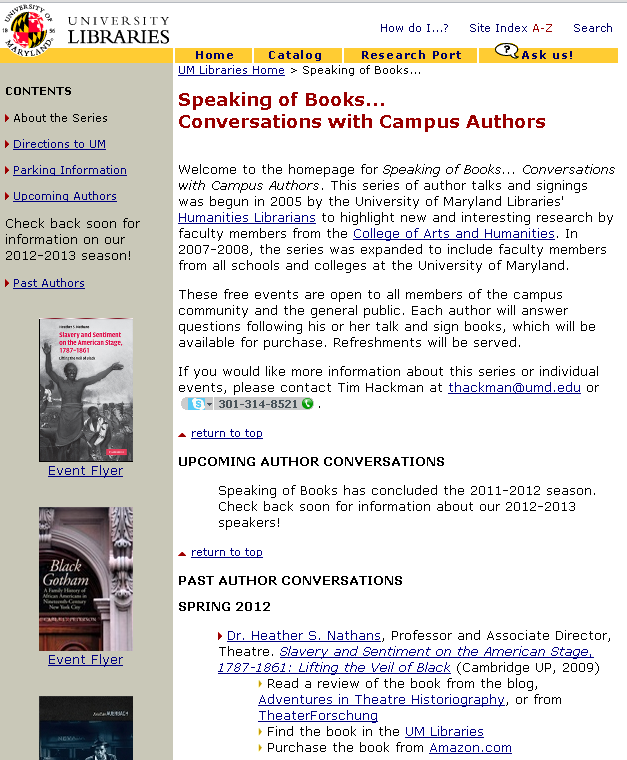 UNIVERSITY OF MARYLAND
18 56
UNIVERSITY
LIBRARIES
How do I...? Site Index A-Z Search
Home Catalog Research Port ? Ask us!
UM Libraries Home > Speaking of Books...
CONTENTS
About the Series
Directions to UM
Parking Information
Upcoming Authors
Check back soon for
information on our
2012-2013 season!
Past Authors
Heather S. Nathans
Slavery and Sentiment
on the American Stage,
1787–1861
Lifting the Veil of Black
Event Flyer
Black
Gotham
A Family History of
African Americans in
Nineteenth-Century
New York City
Event Flyer
Jonathan AUERBACH
Speaking of Books...
Conversations with Campus Authors
Welcome to the homepage for Speaking of Books... Conversations
with Campus Authors. This series of author talks and signings
was begun in 2005 by the University of Maryland Libraries'
Humanities Librarians to highlight new and interesting research by
faculty members from the College of Arts and Humanities. In
2007-2008, the series was expanded to include faculty members
from all schools and colleges at the University of Maryland.
These free events are open to all members of the campus
community and the general public. Each author will answer
questions following his or her talk and sign books, which will be
available for purchase. Refreshments will be served.
If you would like more information about this series or individual
events, please contact Tim Hackman at thackman@umd.edu or
301-314-8521 .
return to top
UPCOMING AUTHOR CONVERSATIONS
Speaking of Books has concluded the 2011-2012 season.
Check back soon for information about our 2012-2013
speakers!
return to top
PAST AUTHOR CONVERSATIONS
SPRING 2012
Dr. Heather S. Nathans, Professor and Associate Director,
Theatre. Slavery and Sentiment on the American Stage,
1787-1861: Lifting the Veil of Black (Cambridge UP, 2009)
Read a review of the book from the blog,
Adventures in Theatre Historiography, or from
TheaterForschung
Find the book in the UM Libraries
Purchase the book from Amazon.com